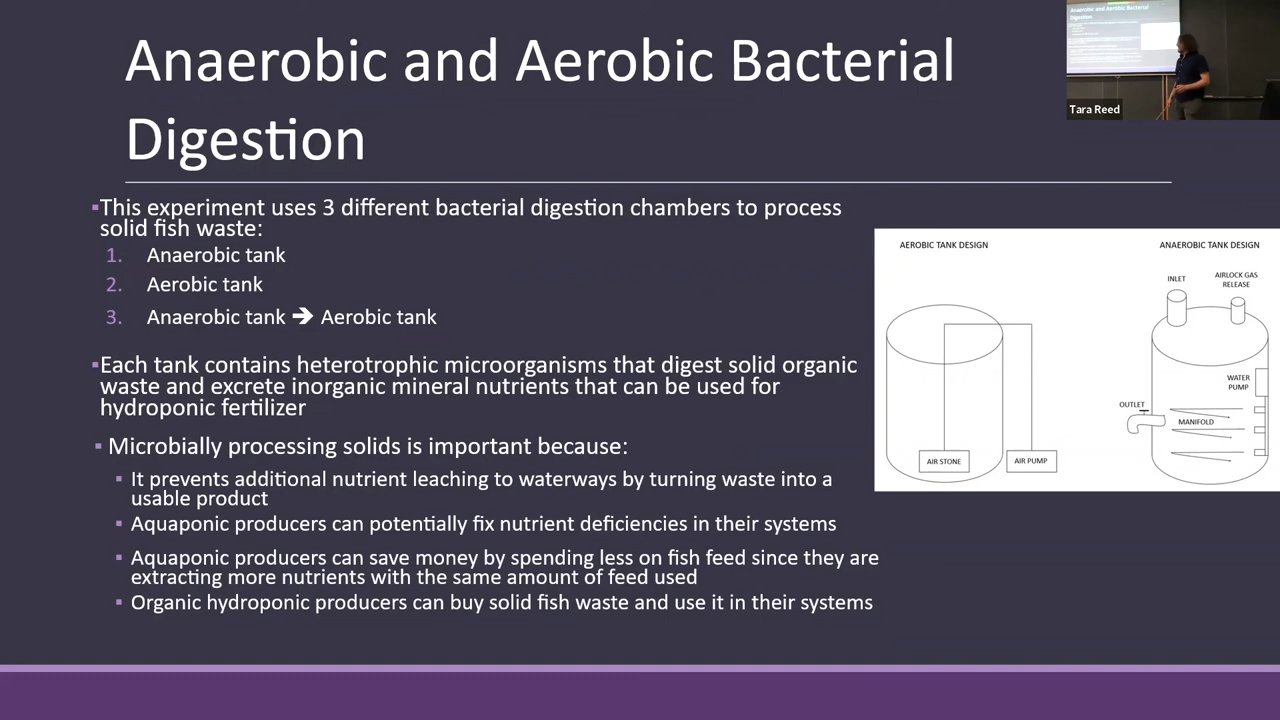 Anaerobic and Aerobic Bacterial
Digestion
▪This experiment uses 3 different bacterial digestion chambers to process
solid fish waste:
1. Anaerobic tank
2. Aerobic tank
3. Anaerobic tank ➔ Aerobic tank
▪Each tank contains heterotrophic microorganisms that digest solid organic
waste and excrete inorganic mineral nutrients that can be used for
hydroponic fertilizer
▪ Microbially processing solids is important because:
▪ It prevents additional nutrient leaching to waterways by turning waste into a
usable product
▪ Aquaponic producers can potentially fix nutrient deficiencies in their systems
▪ Aquaponic producers can save money by spending less on fish feed since they are
extracting more nutrients with the same amount of feed used
▪ Organic hydroponic producers can buy solid fish waste and use it in their systems
AEROBIC TANK DESIGN
AIR STONE
AIR PUMP
ANAEROBIC TANK DESIGN
INLET
AIRLOCK GAS
RELEASE
WATER
PUMP
OUTLET
MANIFOLD
Anaerobic and Aerobic Bacterial
Digestion
Tara Reed